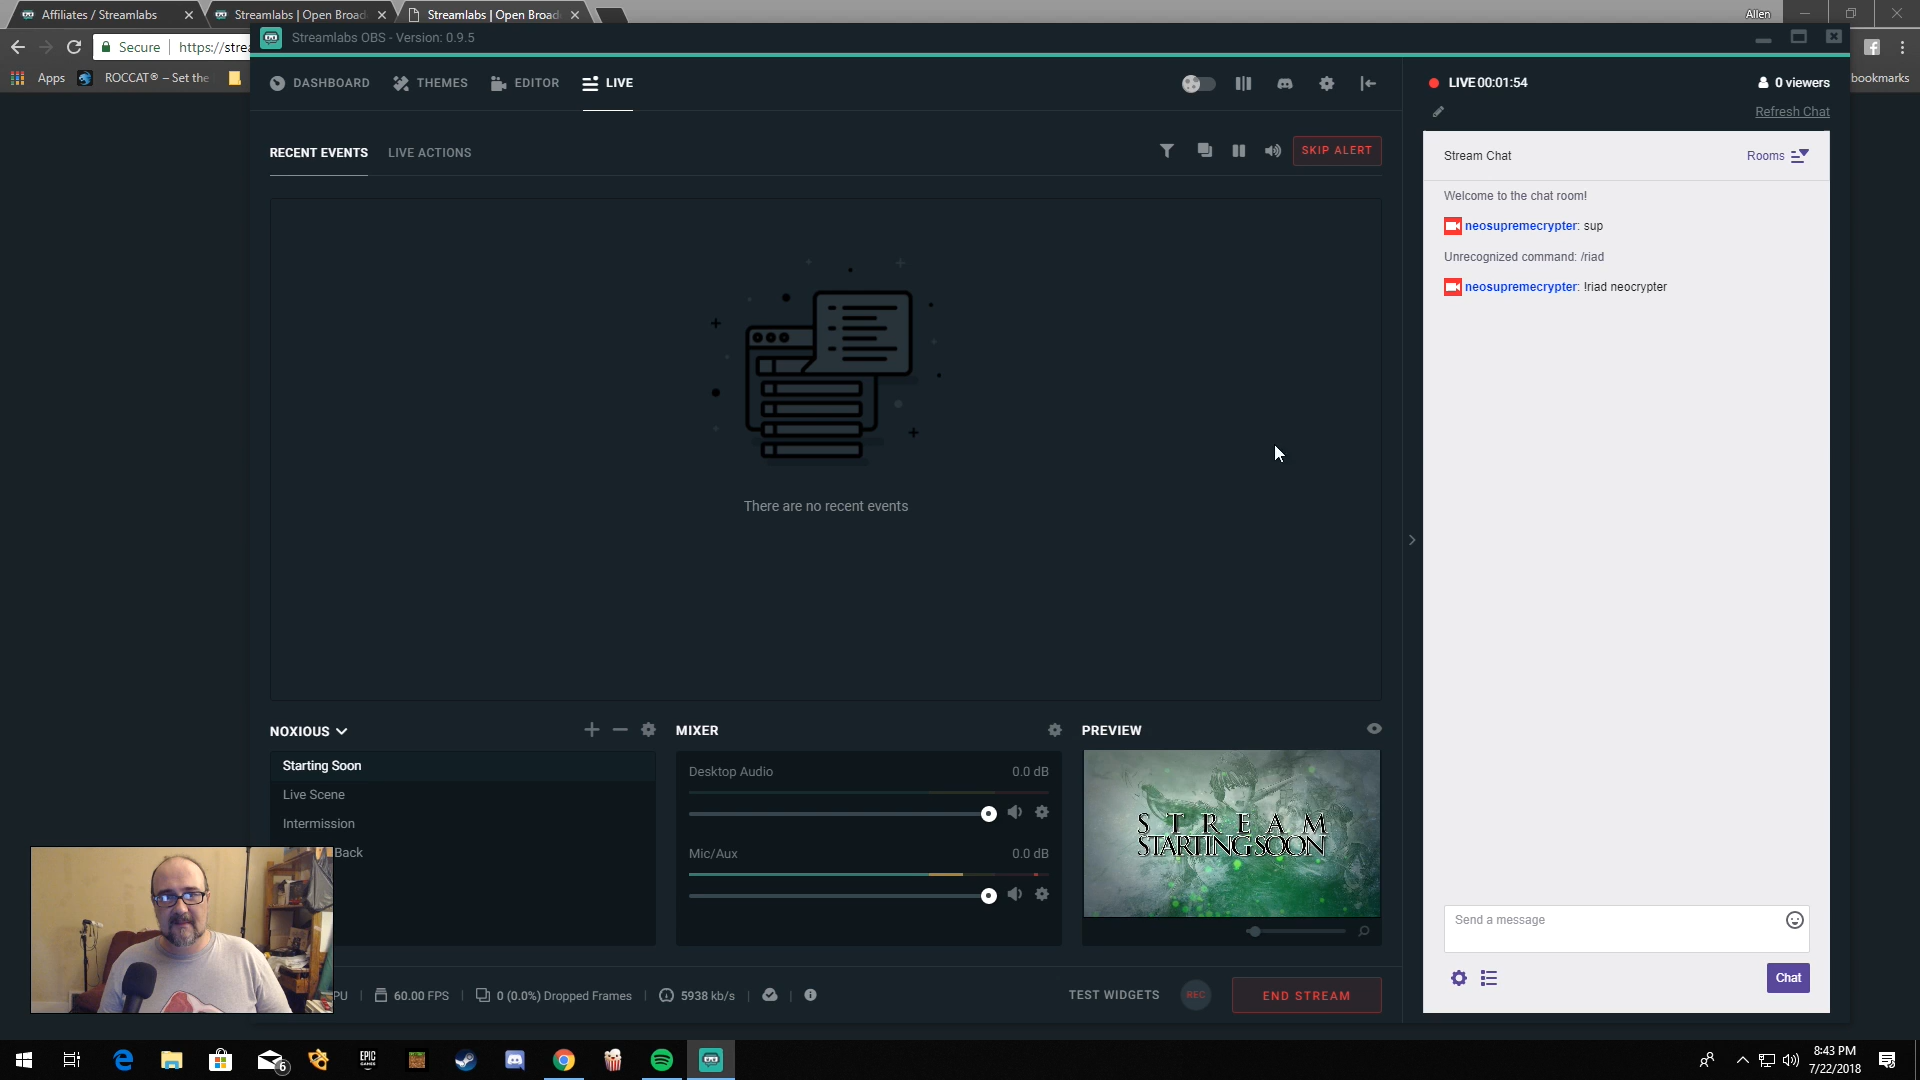 Affiliates / Streamlabs
Streamlabs | Open Broad
Streamlabs | Open Broad
Allen
Secure
https://strea
Apps
ROCCAT® – Set the
bookmarks
Streamlabs OBS - Version: 0.9.5
DASHBOARD
THEMES
EDITOR
LIVE
LIVE 00:01:54
0 viewers
Refresh Chat
RECENT EVENTS
LIVE ACTIONS
SKIP ALERT
There are no recent events
Stream Chat
Rooms
Welcome to the chat room!
neosupremecrypter: sup
Unrecognized command: /riad
neosupremecrypter: !riad neocrypter
Send a message
Chat
NOXIOUS
Starting Soon
Live Scene
Intermission
Back
MIXER
Desktop Audio
0.0 dB
Mic/Aux
0.0 dB
PREVIEW
STREAM
STARTING SOON
PU
60.00 FPS
0 (0.0%) Dropped Frames
5938 kb/s
TEST WIDGETS
REC
END STREAM
6
EPIC
GAMES
8:43 PM
7/22/2018